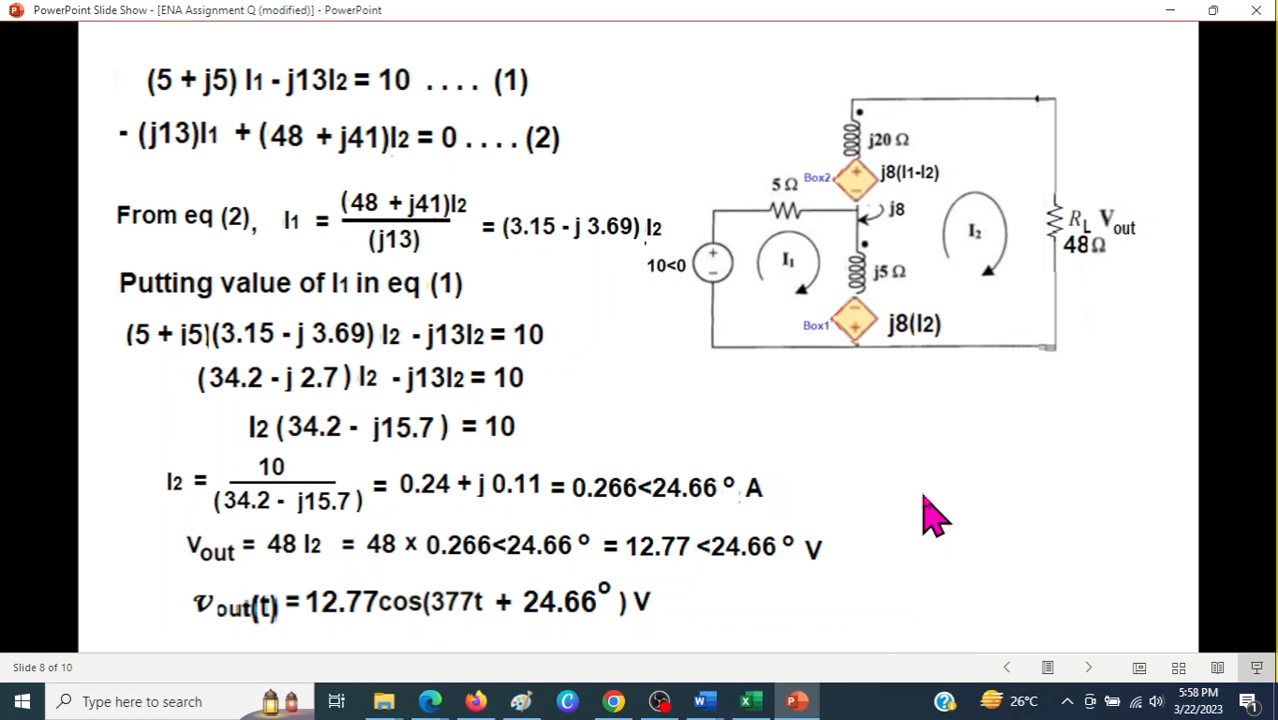 PowerPoint Slide Show - [ENA Assignment Q (modified)] - PowerPoint
(5 + j5) I1 - j13I2 = 10 . . . . (1)
- (j13)I1 + (48 + j41)I2 = 0 . . . . (2)
From eq (2), I1 = (48 + j41)I2 / (j13) = (3.15 - j 3.69) I2
Putting value of I1 in eq (1)
(5 + j5)(3.15 - j 3.69) I2 - j13I2 = 10
(34.2 - j 2.7 ) I2 - j13I2 = 10
I2 (34.2 - j15.7 ) = 10
I2 = 10 / (34.2 - j15.7 ) = 0.24 + j 0.11 = 0.266<24.66 ° A
Vout = 48 I2 = 48 × 0.266<24.66 ° = 12.77 <24.66 ° V
vout(t) = 12.77cos(377t + 24.66° ) V
j20 Ω
Box2 j8(I1-I2)
5 Ω
j8
I1
I2
RL Vout
48Ω
10<0
j5 Ω
Box1 j8(I2)
Slide 8 of 10
Type here to search
26°C
5:58 PM
3/22/2023
1